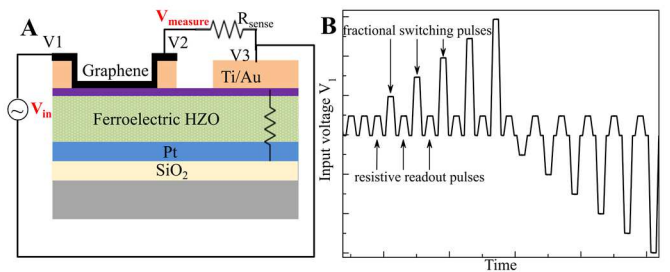 A
V1
V_measure
R_sense
V2
V3
Graphene
Ti/Au
V_in
Ferroelectric HZO
Pt
SiO₂
B
fractional switching pulses
Input voltage V₁
resistive readout pulses
Time